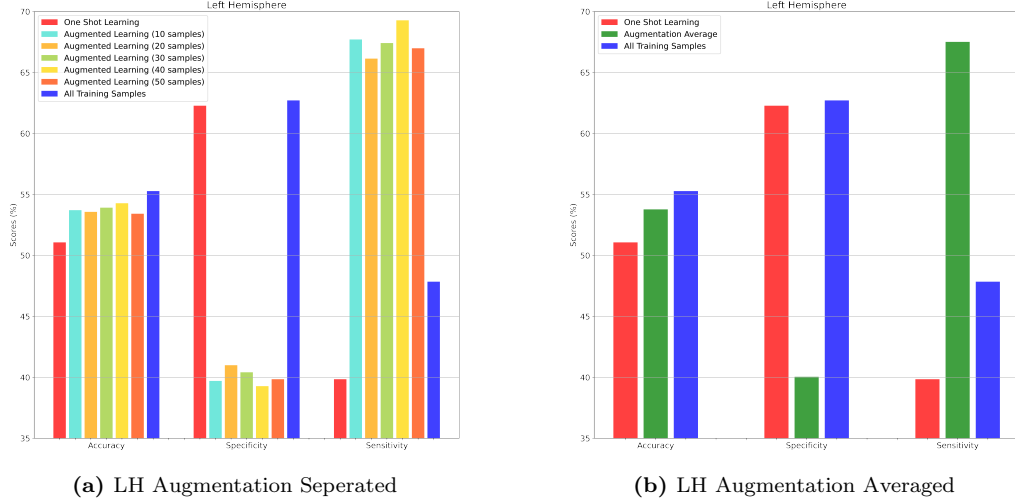 Left Hemisphere
One Shot Learning
Augmented Learning (10 samples)
Augmented Learning (20 samples)
Augmented Learning (30 samples)
Augmented Learning (40 samples)
Augmented Learning (50 samples)
All Training Samples
Scores (%)
70
65
60
55
50
45
40
35
Accuracy
Specificity
Sensitivity
(a) LH Augmentation Seperated
Left Hemisphere
One Shot Learning
Augmentation Average
All Training Samples
Scores (%)
70
65
60
55
50
45
40
35
Accuracy
Specificity
Sensitivity
(b) LH Augmentation Averaged